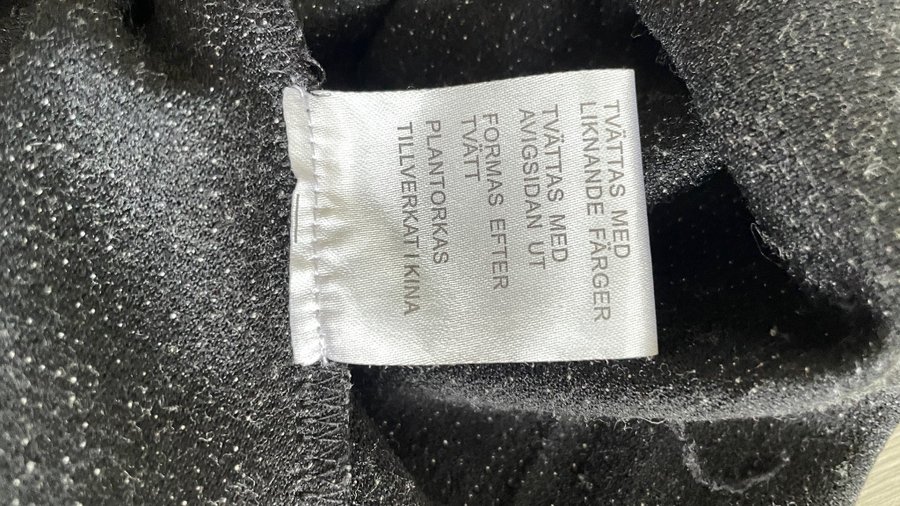 TVÄTTAS MED
LIKNANDE FÄRGER
TVÄTTAS MED
AVIGSIDAN UT
FORMAS EFTER
TVÄTT
PLANTORKAS
TILLVERKAT I KINA